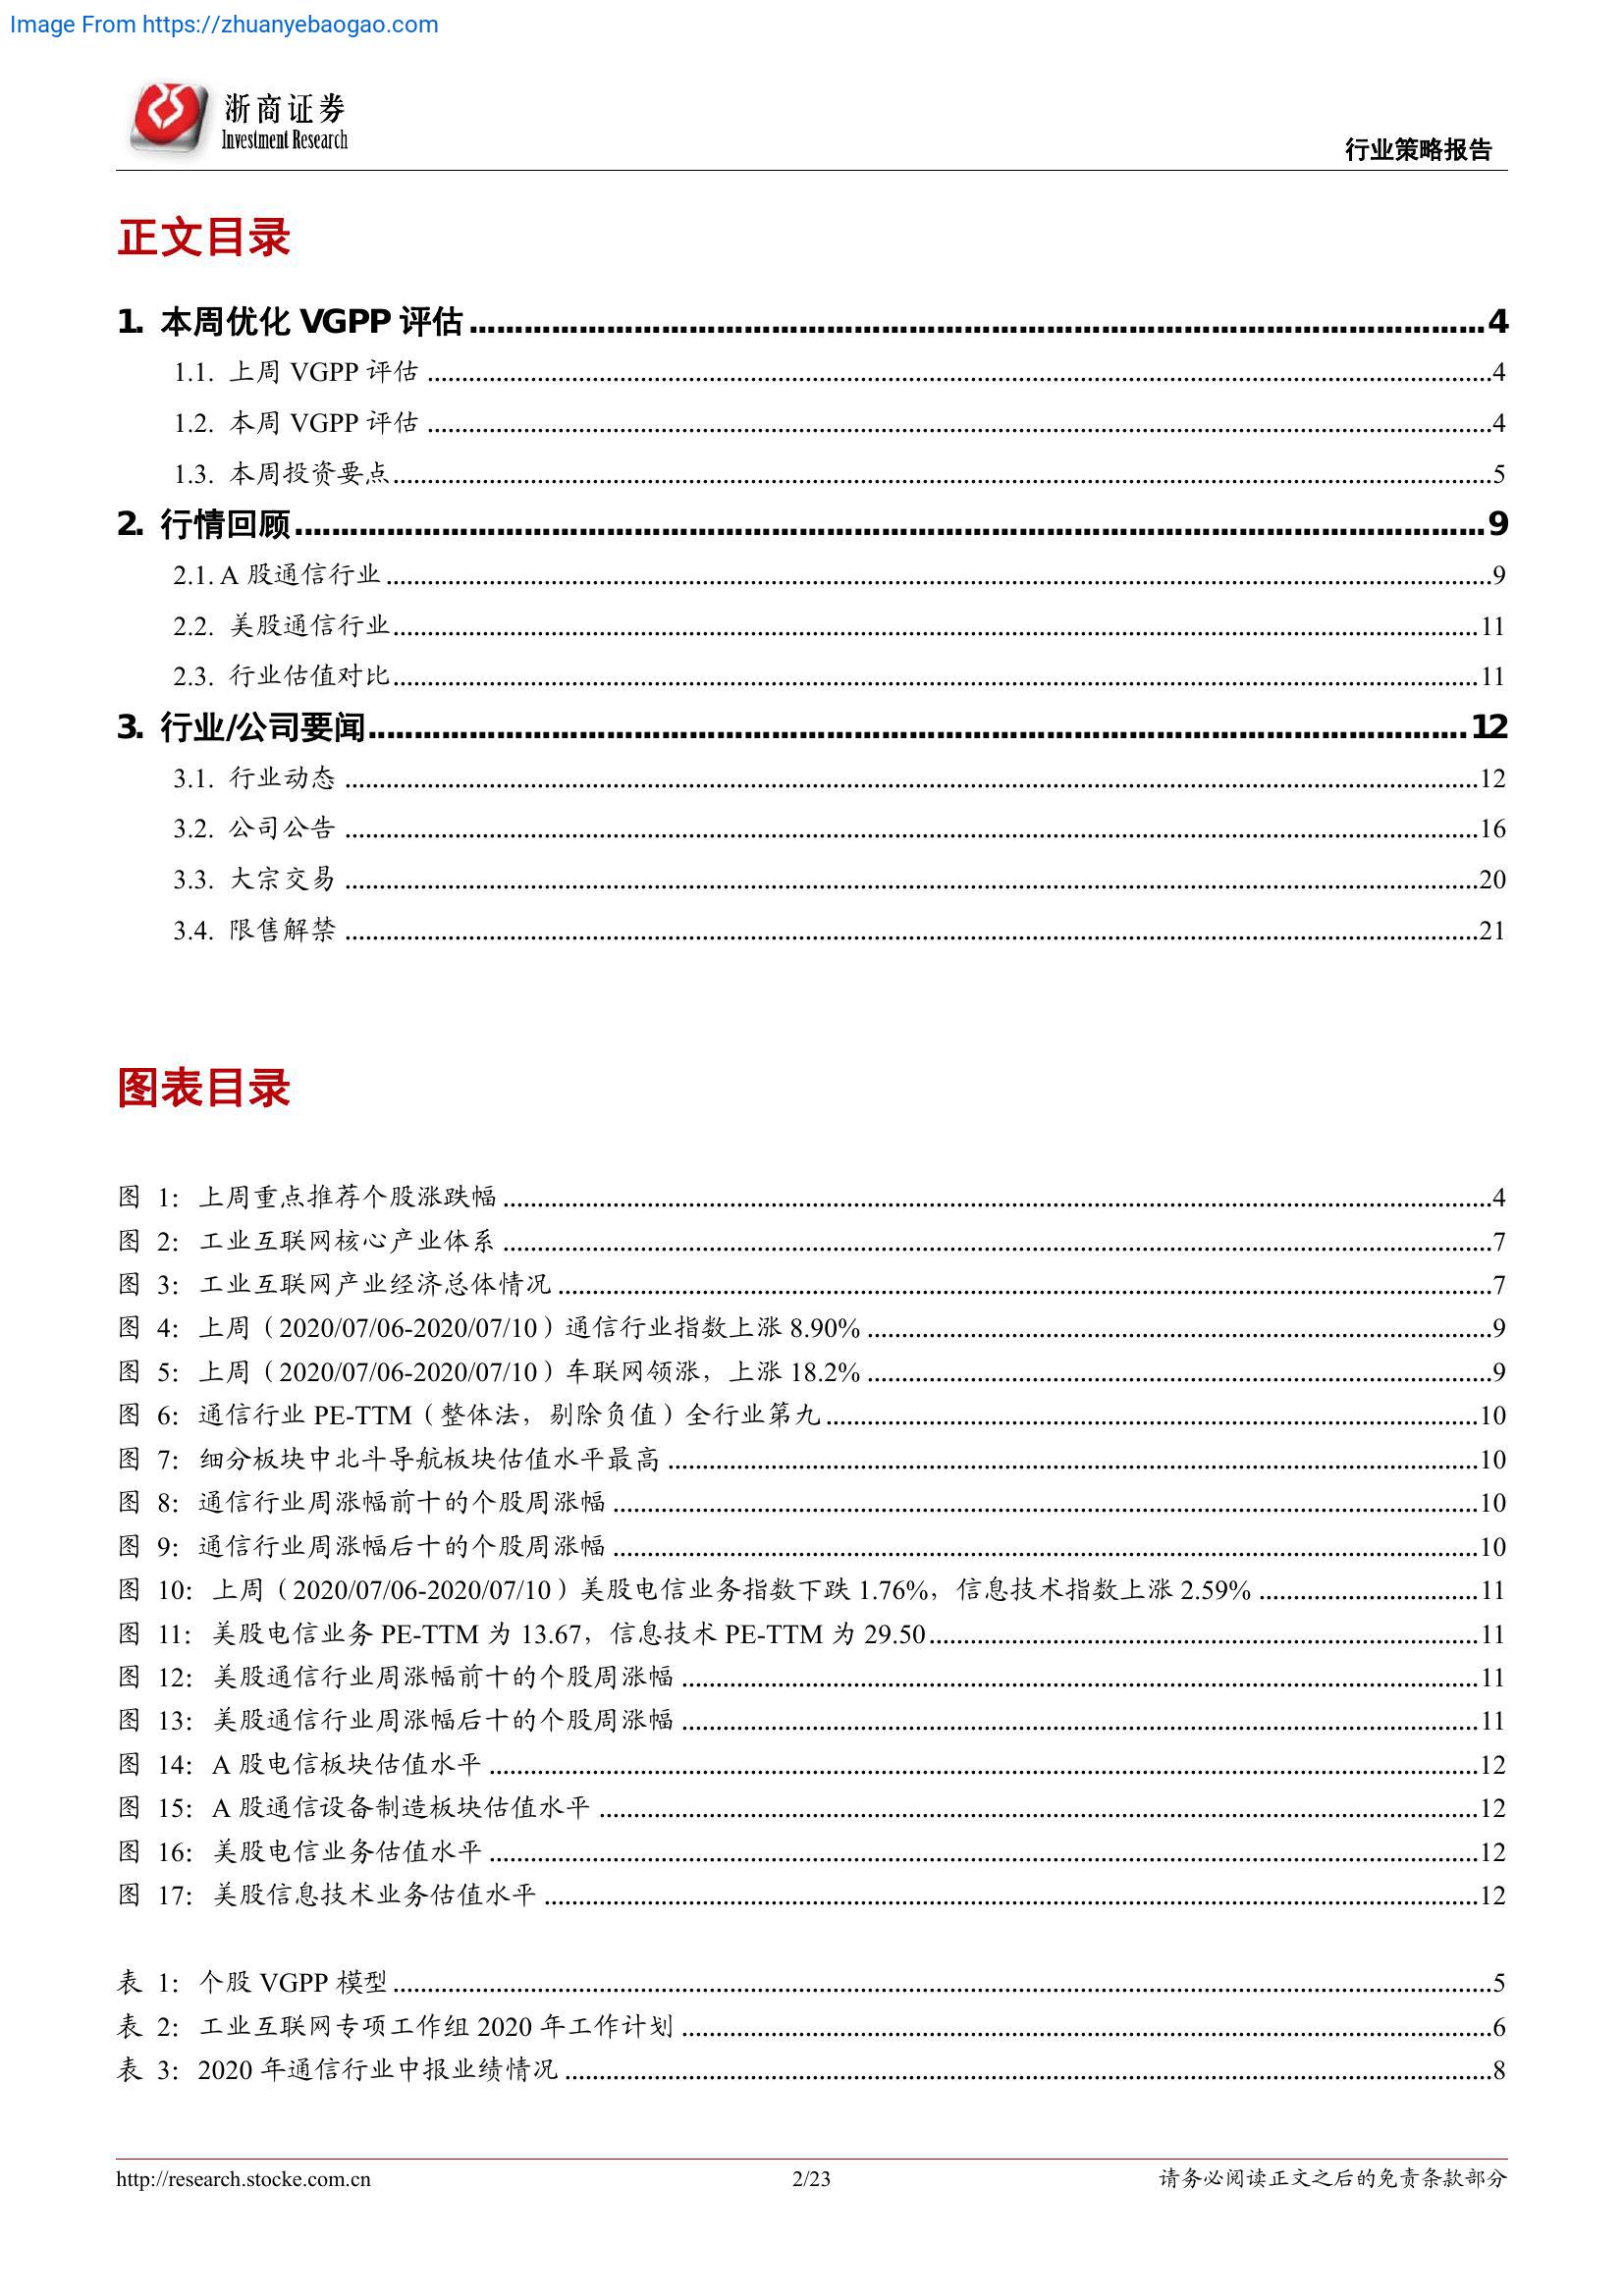 Image From https://zhuanyebaogao.com
浙商证券
Investment Research
行业策略报告
正文目录
1. 本周优化 VGPP 评估 4
1.1. 上周 VGPP 评估 4
1.2. 本周 VGPP 评估 4
1.3. 本周投资要点 5
2. 行情回顾 9
2.1. A 股通信行业 9
2.2. 美股通信行业 11
2.3. 行业估值对比 11
3. 行业/公司要闻 12
3.1. 行业动态 12
3.2. 公司公告 16
3.3. 大宗交易 20
3.4. 限售解禁 21
图表目录
图 1：上周重点推荐个股涨跌幅 4
图 2：工业互联网核心产业体系 7
图 3：工业互联网产业经济总体情况 7
图 4：上周（2020/07/06-2020/07/10）通信行业指数上涨 8.90% 9
图 5：上周（2020/07/06-2020/07/10）车联网领涨，上涨 18.2% 9
图 6：通信行业 PE-TTM（整体法，剔除负值）全行业第九 10
图 7：细分板块中北斗导航板块估值水平最高 10
图 8：通信行业周涨幅前十的个股周涨幅 10
图 9：通信行业周涨幅后十的个股周涨幅 10
图 10：上周（2020/07/06-2020/07/10）美股电信业务指数下跌 1.76%，信息技术指数上涨 2.59% 11
图 11：美股电信业务 PE-TTM 为 13.67，信息技术 PE-TTM 为 29.50 11
图 12：美股通信行业周涨幅前十的个股周涨幅 11
图 13：美股通信行业周涨幅后十的个股周涨幅 11
图 14：A 股电信板块估值水平 12
图 15：A 股通信设备制造板块估值水平 12
图 16：美股电信业务估值水平 12
图 17：美股信息技术业务估值水平 12
表 1：个股 VGPP 模型 5
表 2：工业互联网专项工作组 2020 年工作计划 6
表 3：2020 年通信行业中报业绩情况 8
http://research.stocke.com.cn
2/23
请务必阅读正文之后的免责条款部分